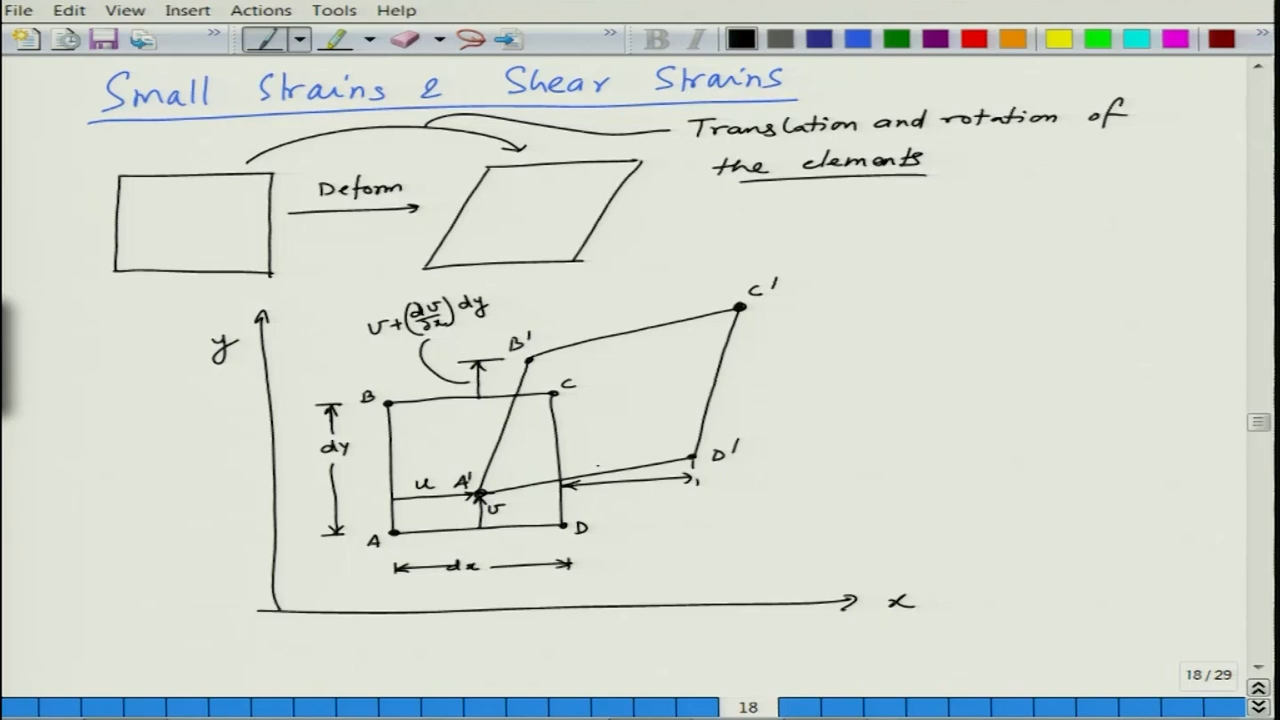 File Edit View Insert Actions Tools Help
B I
Small Strains & Shear Strains
Translation and rotation of
the elements
Deform
v+(∂v/∂x)dy
C'
y
B'
B
C
dy
D'
u A'
v
A
D
dx
x
18 / 29
18